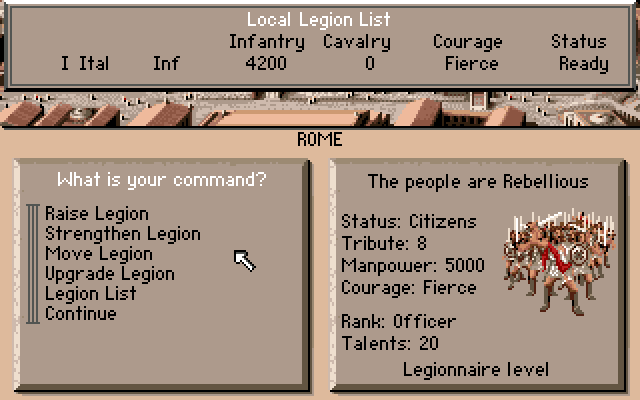 Local Legion List
Infantry Cavalry Courage Status
I Ital Inf 4200 0 Fierce Ready
ROME
What is your command?
Raise Legion
Strengthen Legion
Move Legion
Upgrade Legion
Legion List
Continue
The people are Rebellious
Status: Citizens
Tribute: 8
Manpower: 5000
Courage: Fierce
Rank: Officer
Talents: 20
Legionnaire level